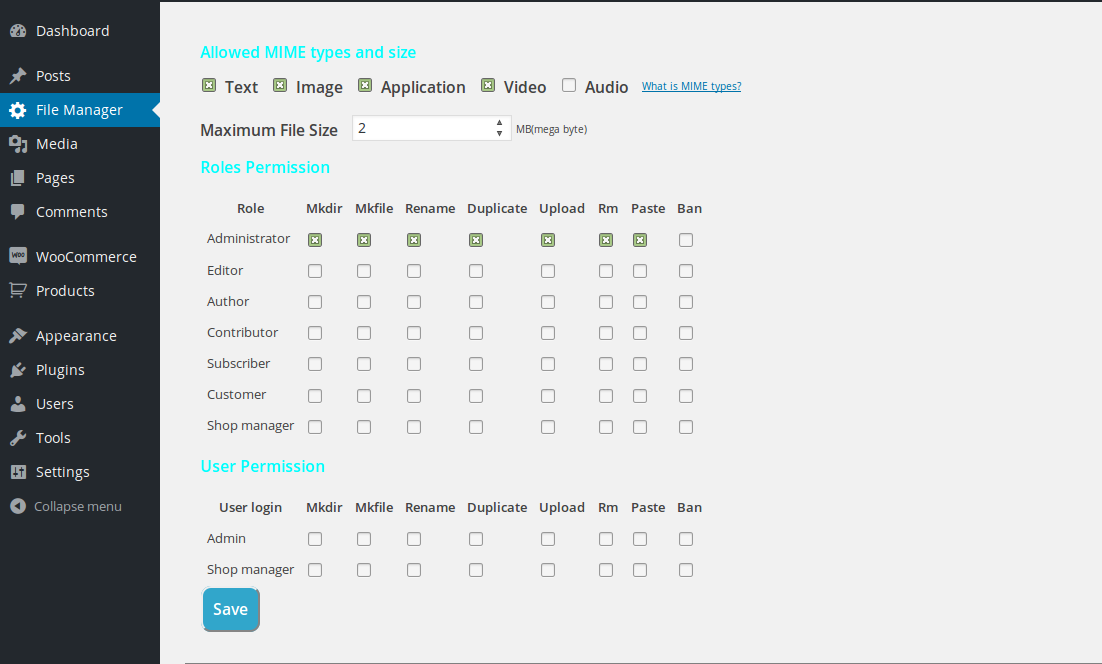 Dashboard
Posts
File Manager
Media
Pages
Comments
WooCommerce
Products
Appearance
Plugins
Users
Tools
Settings
Collapse menu
Allowed MIME types and size
Text Image Application Video Audio What is MIME types?
Maximum File Size 2 MB(mega byte)
Roles Permission
Role Mkdir Mkfile Rename Duplicate Upload Rm Paste Ban
Administrator
Editor
Author
Contributor
Subscriber
Customer
Shop manager
User Permission
User login Mkdir Mkfile Rename Duplicate Upload Rm Paste Ban
Admin
Shop manager
Save